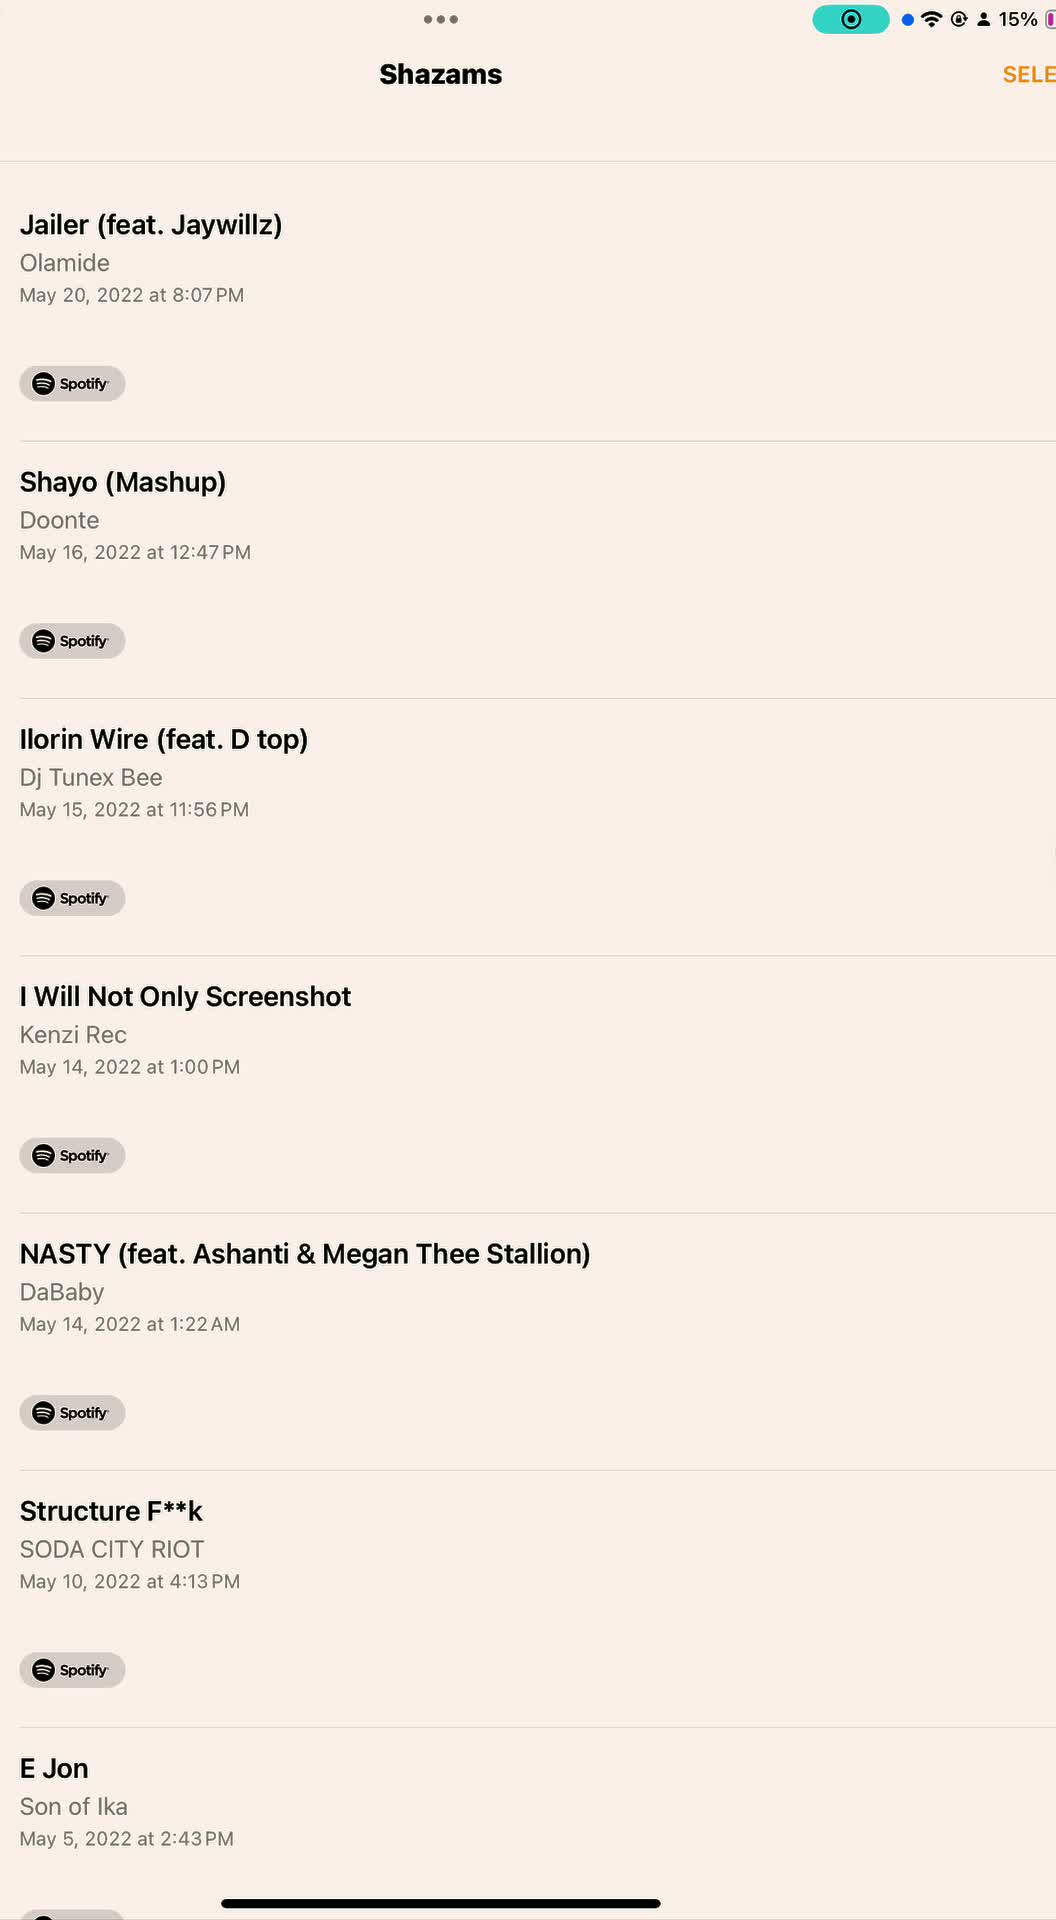 15%
Shazams
Jailer (feat. Jaywillz)
Olamide
May 20, 2022 at 8:07 PM
Spotify
Shayo (Mashup)
Doonte
May 16, 2022 at 12:47 PM
Spotify
Ilorin Wire (feat. D top)
Dj Tunex Bee
May 15, 2022 at 11:56 PM
Spotify
I Will Not Only Screenshot
Kenzi Rec
May 14, 2022 at 1:00 PM
Spotify
NASTY (feat. Ashanti & Megan Thee Stallion)
DaBaby
May 14, 2022 at 1:22 AM
Spotify
Structure F**k
SODA CITY RIOT
May 10, 2022 at 4:13 PM
Spotify
E Jon
Son of Ika
May 5, 2022 at 2:43 PM